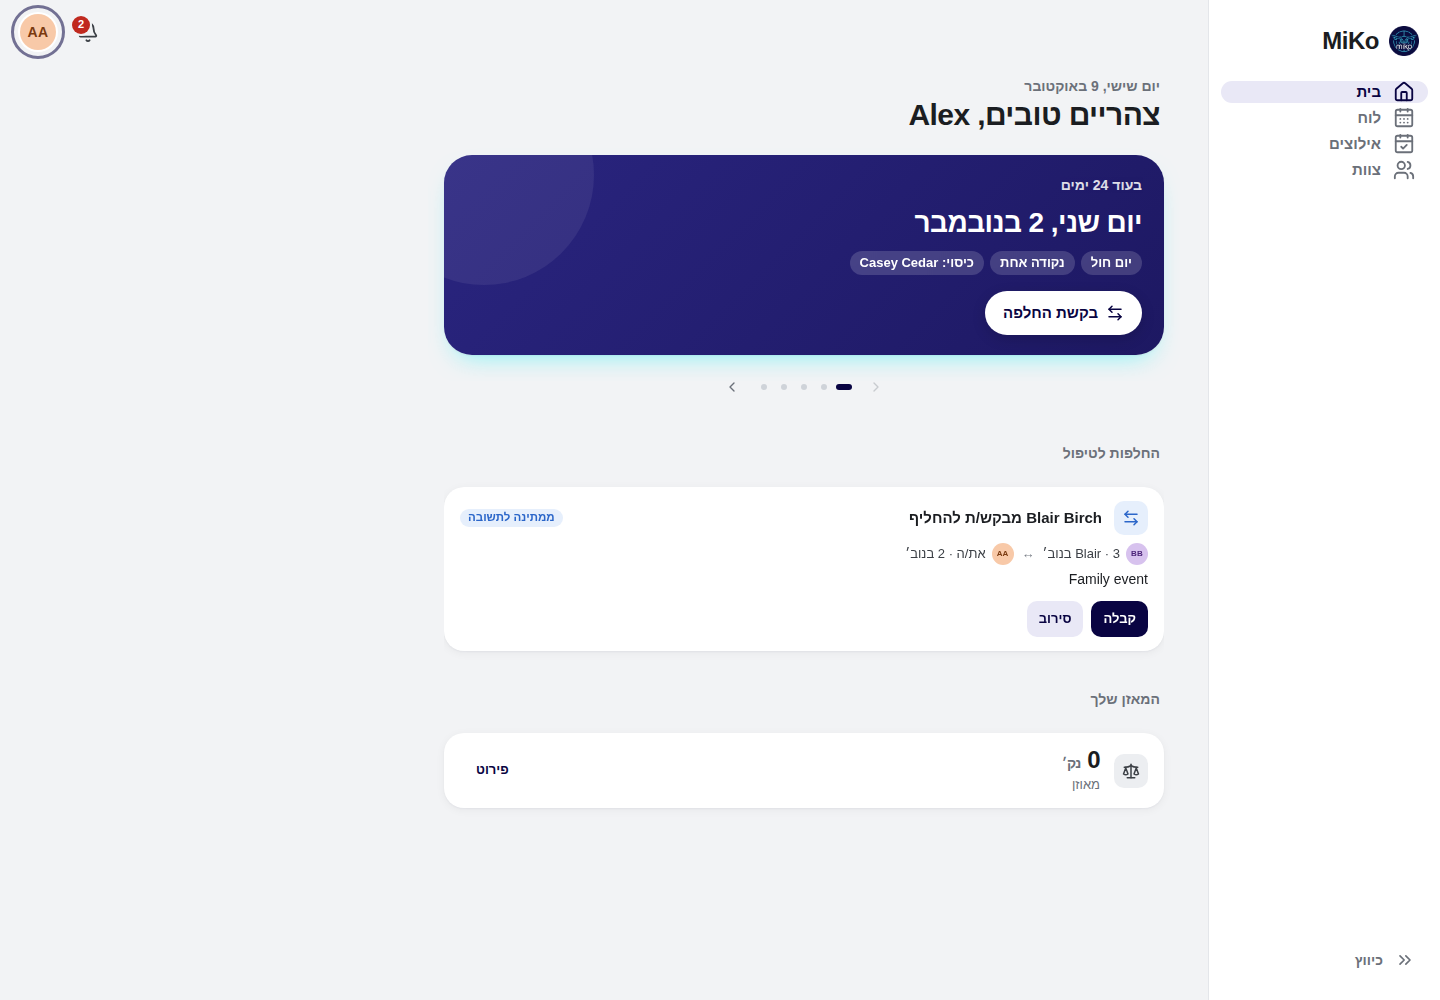 MiKo
בית
לוח
אילוצים
צוות
כיווץ
2
AA
יום שישי, 9 באוקטובר
צהריים טובים, Alex
בעוד 24 ימים
יום שני, 2 בנובמבר
יום חול
נקודה אחת
כיסוי: Casey Cedar
בקשת החלפה
החלפות לטיפול
Blair Birch מבקש/ת להחליף
ממתינה לתשובה
BB Blair · 3 בנוב׳ ↔ AA את/ה · 2 בנוב׳
Family event
קבלה
סירוב
המאזן שלך
0 נק׳
מאוזן
פירוט